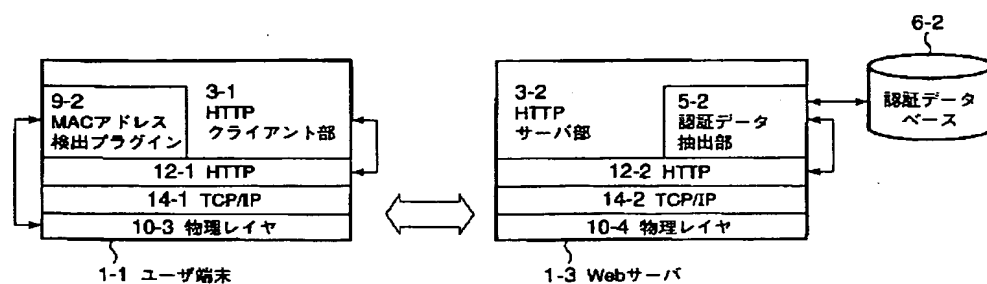 6-2
認証データ
ベース
9-2
MACアドレス
検出プラグイン
3-1
HTTP
クライアント部
12-1 HTTP
14-1 TCP/IP
10-3 物理レイヤ
1-1 ユーザ端末
3-2
HTTP
サーバ部
5-2
認証データ
抽出部
12-2 HTTP
14-2 TCP/IP
10-4 物理レイヤ
1-3 Webサーバ